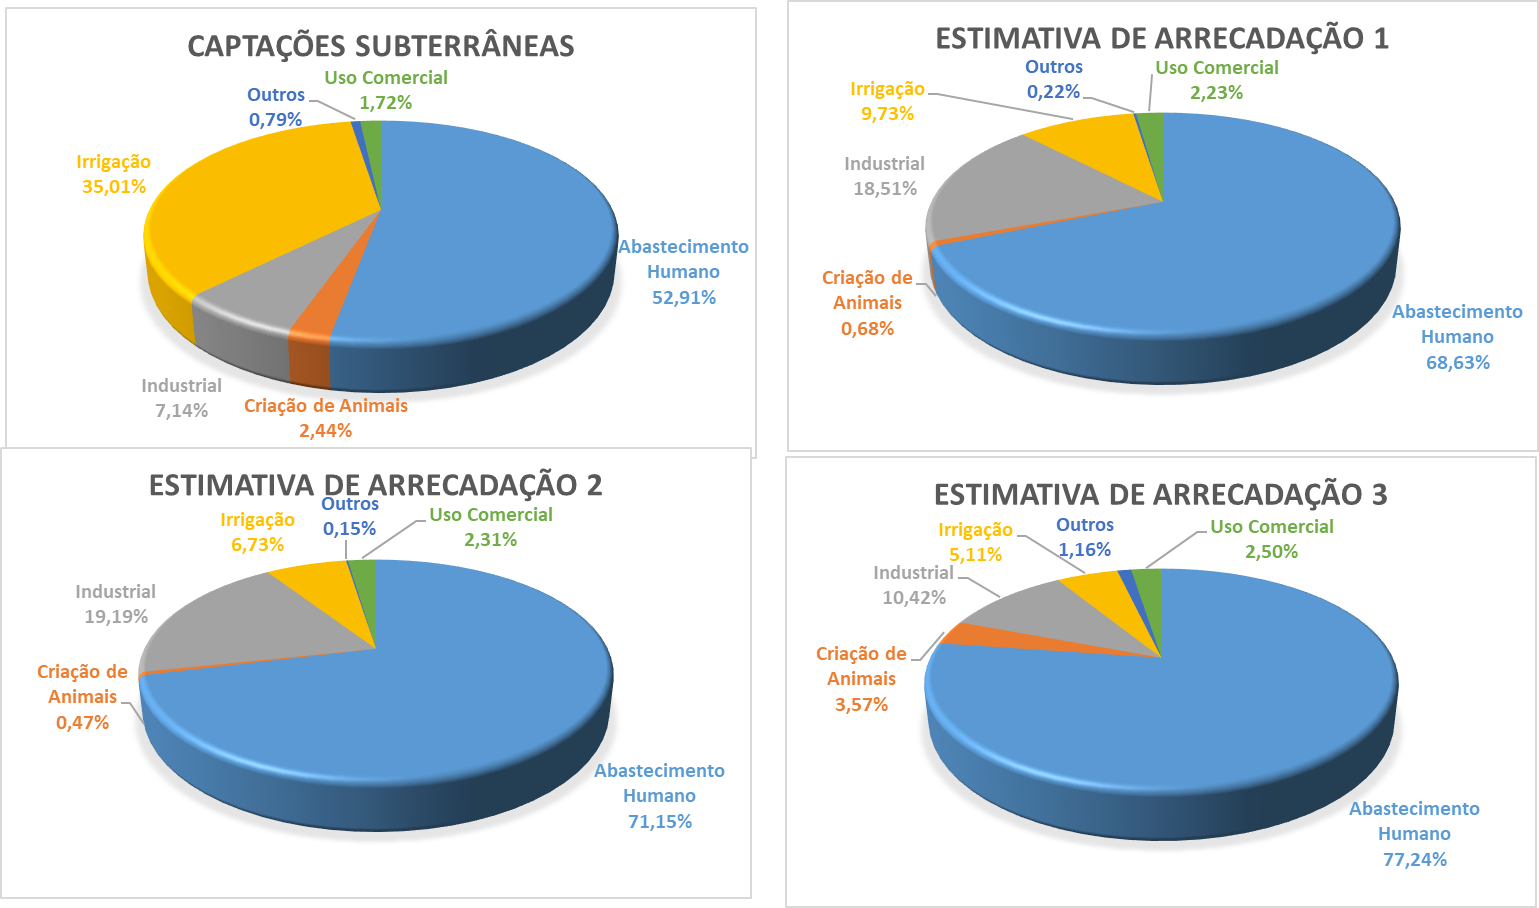 CAPTAÇÕES SUBTERRÂNEAS
Uso Comercial
1,72%
Outros
0,79%
Irrigação
35,01%
Abastecimento
Humano
52,91%
Industrial
7,14%
Criação de Animais
2,44%
ESTIMATIVA DE ARRECADAÇÃO 1
Outros
0,22%
Uso Comercial
2,23%
Irrigação
9,73%
Industrial
18,51%
Criação de
Animais
0,68%
Abastecimento
Humano
68,63%
ESTIMATIVA DE ARRECADAÇÃO 2
Outros
0,15%
Uso Comercial
2,31%
Irrigação
6,73%
Industrial
19,19%
Criação de
Animais
0,47%
Abastecimento
Humano
71,15%
ESTIMATIVA DE ARRECADAÇÃO 3
Irrigação
5,11%
Outros
1,16%
Uso Comercial
2,50%
Industrial
10,42%
Criação de
Animais
3,57%
Abastecimento
Humano
77,24%